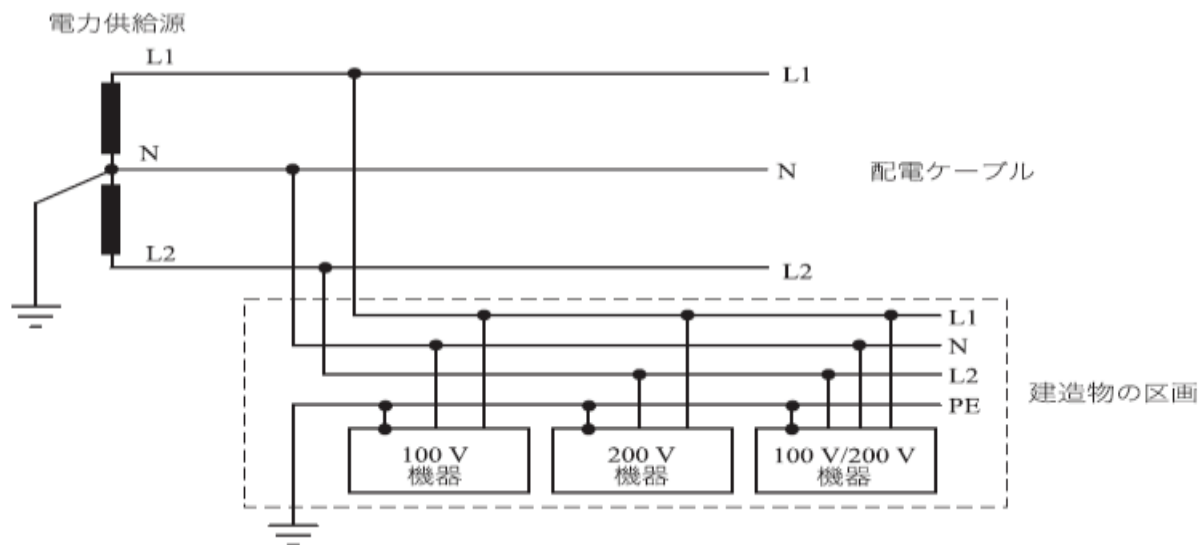 電力供給源
L1
L1
N
N
配電ケーブル
L2
L2
L1
N
L2
建造物の区画
PE
100 V
機器
200 V
機器
100 V/200 V
機器